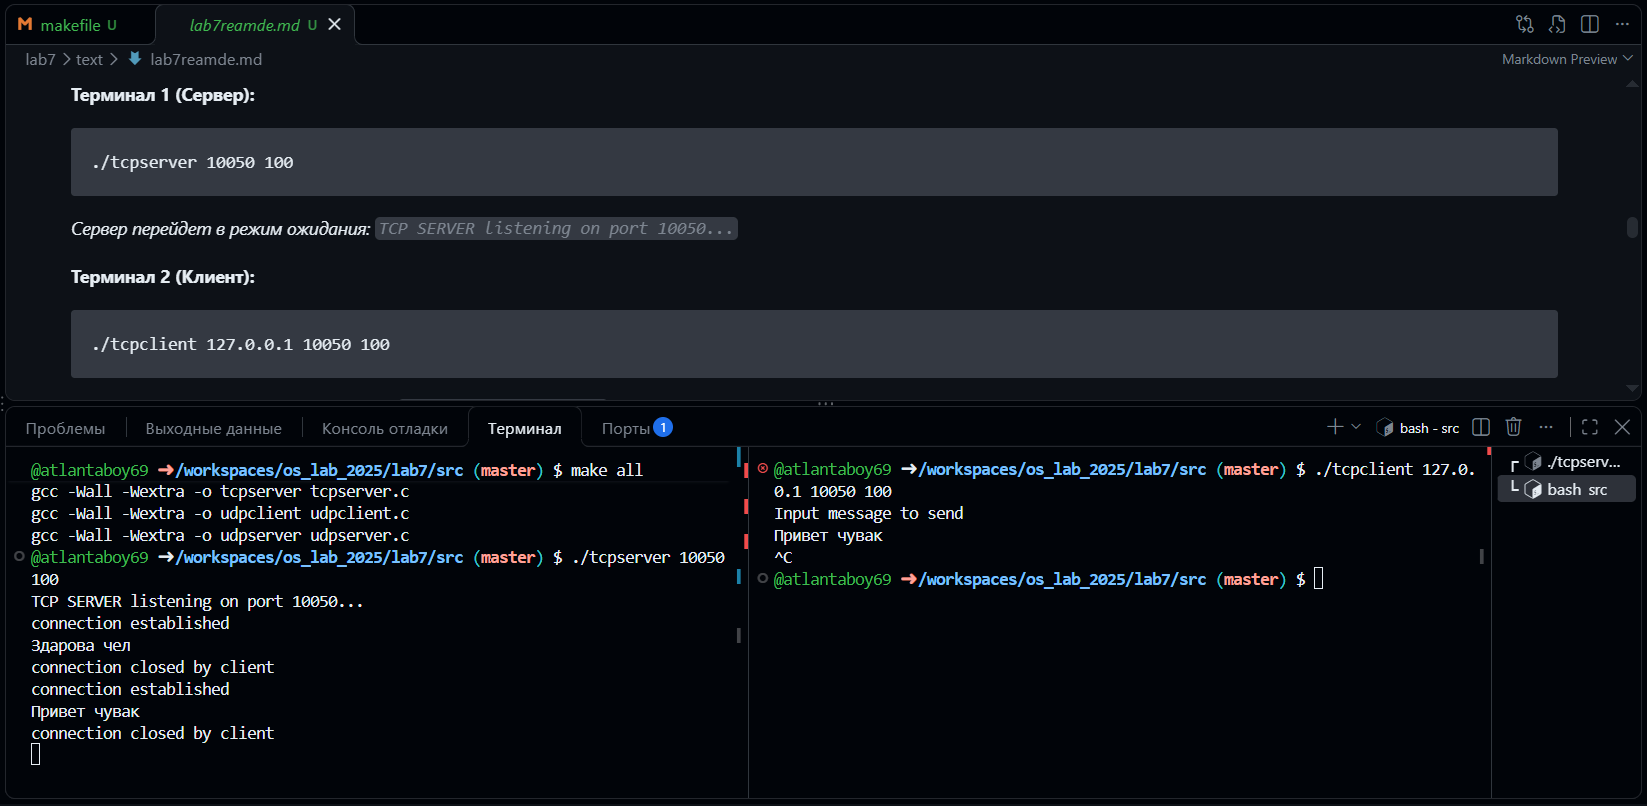 makefile U
lab7reamde.md U
lab7 > text > lab7reamde.md
Markdown Preview
Терминал 1 (Сервер):
./tcpserver 10050 100
Сервер перейдет в режим ожидания: TCP SERVER listening on port 10050...
Терминал 2 (Клиент):
./tcpclient 127.0.0.1 10050 100
Проблемы
Выходные данные
Консоль отладки
Терминал
Порты 1
bash - src
@atlantaboy69 ➜/workspaces/os_lab_2025/lab7/src (master) $ make all
gcc -Wall -Wextra -o tcpserver tcpserver.c
gcc -Wall -Wextra -o udpclient udpclient.c
gcc -Wall -Wextra -o udpserver udpserver.c
@atlantaboy69 ➜/workspaces/os_lab_2025/lab7/src (master) $ ./tcpserver 10050
100
TCP SERVER listening on port 10050...
connection established
Здарова чел
connection closed by client
connection established
Привет чувак
connection closed by client
@atlantaboy69 ➜/workspaces/os_lab_2025/lab7/src (master) $ ./tcpclient 127.0.
0.1 10050 100
Input message to send
Привет чувак
^C
@atlantaboy69 ➜/workspaces/os_lab_2025/lab7/src (master) $
./tcpserv...
bash src